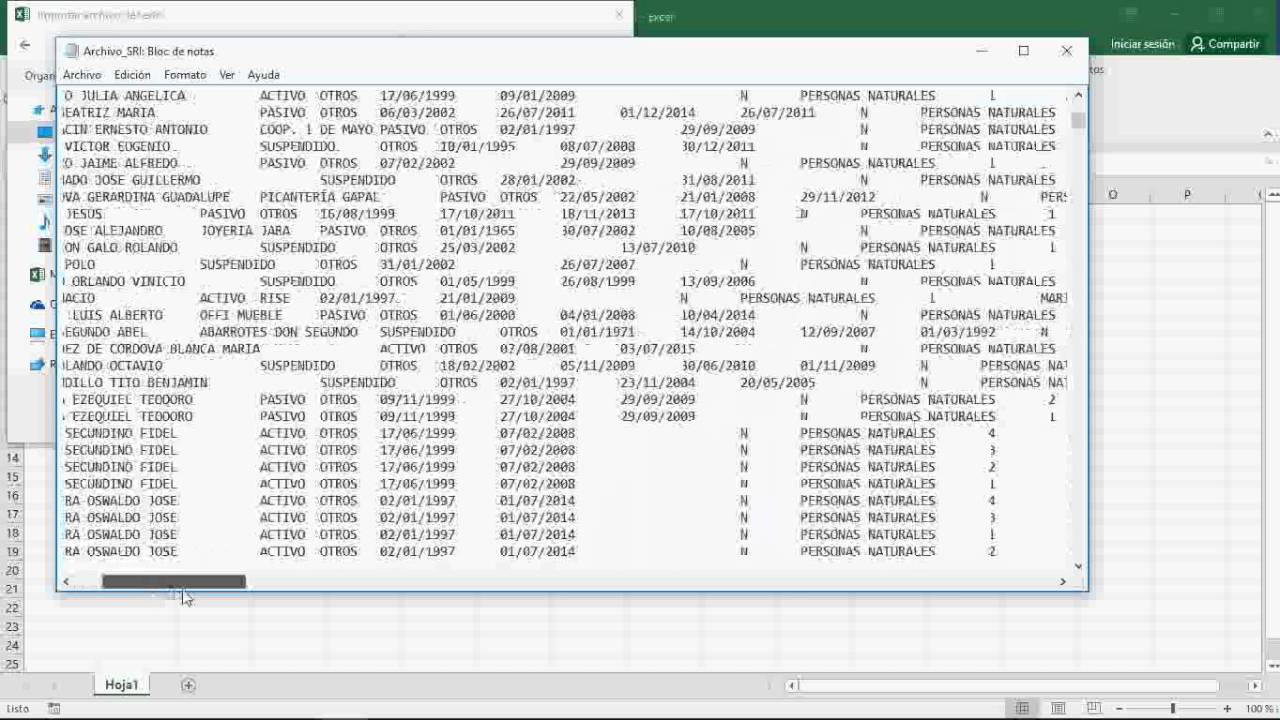 Importar archivo de texto
Excel
Iniciar sesión Compartir
Archivo_SRI: Bloc de notas
Archivo Edición Formato Ver Ayuda
O JULIA ANGELICA ACTIVO OTROS 17/06/1999 09/01/2009 N PERSONAS NATURALES 1
BEATRIZ MARIA PASIVO OTROS 06/03/2002 26/07/2011 01/12/2014 26/07/2011 N PERSONAS NATURALES
ERNESTO ANTONIO COOP. 1 DE MAYO PASIVO OTROS 02/01/1997 29/09/2009 N PERSONAS NATURALES
VICTOR EUGENIO SUSPENDIDO OTROS 10/01/1995 08/07/2008 30/12/2011 N PERSONAS NATURALES
O JAIME ALFREDO PASIVO OTROS 07/02/2002 29/09/2009 N PERSONAS NATURALES 1
ADO JOSE GUILLERMO SUSPENDIDO OTROS 28/01/2002 31/08/2011 N PERSONAS NATURALES
VA GERARDINA GUADALUPE PICANTERIA GAPAL PASIVO OTROS 22/05/2002 21/01/2008 29/11/2012 N PERS
JESUS PASIVO OTROS 16/08/1999 17/10/2011 18/11/2013 17/10/2011 N PERSONAS NATURALES 1
OSE ALEJANDRO JOYERIA JARA PASIVO OTROS 01/01/1965 30/07/2002 10/08/2005 N PERSONAS NATURALES
ON GALO ROLANDO SUSPENDIDO OTROS 25/03/2002 13/07/2010 N PERSONAS NATURALES 1
POLO SUSPENDIDO OTROS 31/01/2002 26/07/2007 N PERSONAS NATURALES 1
ORLANDO VINICIO SUSPENDIDO OTROS 01/05/1999 26/08/1999 13/09/2006 N PERSONAS NATURALES
NACIO ACTIVO RISE 02/01/1997 21/01/2009 N PERSONAS NATURALES 1 MARI
LUIS ALBERTO OFFI MUEBLE PASIVO OTROS 01/06/2000 04/01/2008 10/04/2014 N PERSONAS NATURALES
EGUNDO ABEL ABARROTES DON SEGUNDO SUSPENDIDO OTROS 01/01/1971 14/10/2004 12/09/2007 01/03/1992 N
EZ DE CORDOVA BLANCA MARIA ACTIVO OTROS 02/08/2001 03/07/2015 N PERSONAS NATURALES
LANDO OCTAVIO SUSPENDIDO OTROS 18/02/2002 05/11/2009 30/06/2010 01/11/2009 N PERSONAS NAT
DILLO TITO BENJAMIN SUSPENDIDO OTROS 02/01/1997 23/11/2004 20/05/2005 N PERSONAS NAT
EZEQUIEL TEODORO PASIVO OTROS 09/11/1999 27/10/2004 29/09/2009 N PERSONAS NATURALES 2
EZEQUIEL TEODORO PASIVO OTROS 09/11/1999 27/10/2004 29/09/2009 N PERSONAS NATURALES 1
SECUNDINO FIDEL ACTIVO OTROS 17/06/1999 07/02/2008 N PERSONAS NATURALES 4
SECUNDINO FIDEL ACTIVO OTROS 17/06/1999 07/02/2008 N PERSONAS NATURALES 3
SECUNDINO FIDEL ACTIVO OTROS 17/06/1999 07/02/2008 N PERSONAS NATURALES 2
SECUNDINO FIDEL ACTIVO OTROS 17/06/1999 07/02/2008 N PERSONAS NATURALES 1
RA OSWALDO JOSE ACTIVO OTROS 02/01/1997 01/07/2014 N PERSONAS NATURALES 4
RA OSWALDO JOSE ACTIVO OTROS 02/01/1997 01/07/2014 N PERSONAS NATURALES 3
RA OSWALDO JOSE ACTIVO OTROS 02/01/1997 01/07/2014 N PERSONAS NATURALES 1
RA OSWALDO JOSE ACTIVO OTROS 02/01/1997 01/07/2014 N PERSONAS NATURALES 2
Organ
O P
14
15
16
17
18
19
20
21
22
23
24
25
Hoja1
Listo 100 %